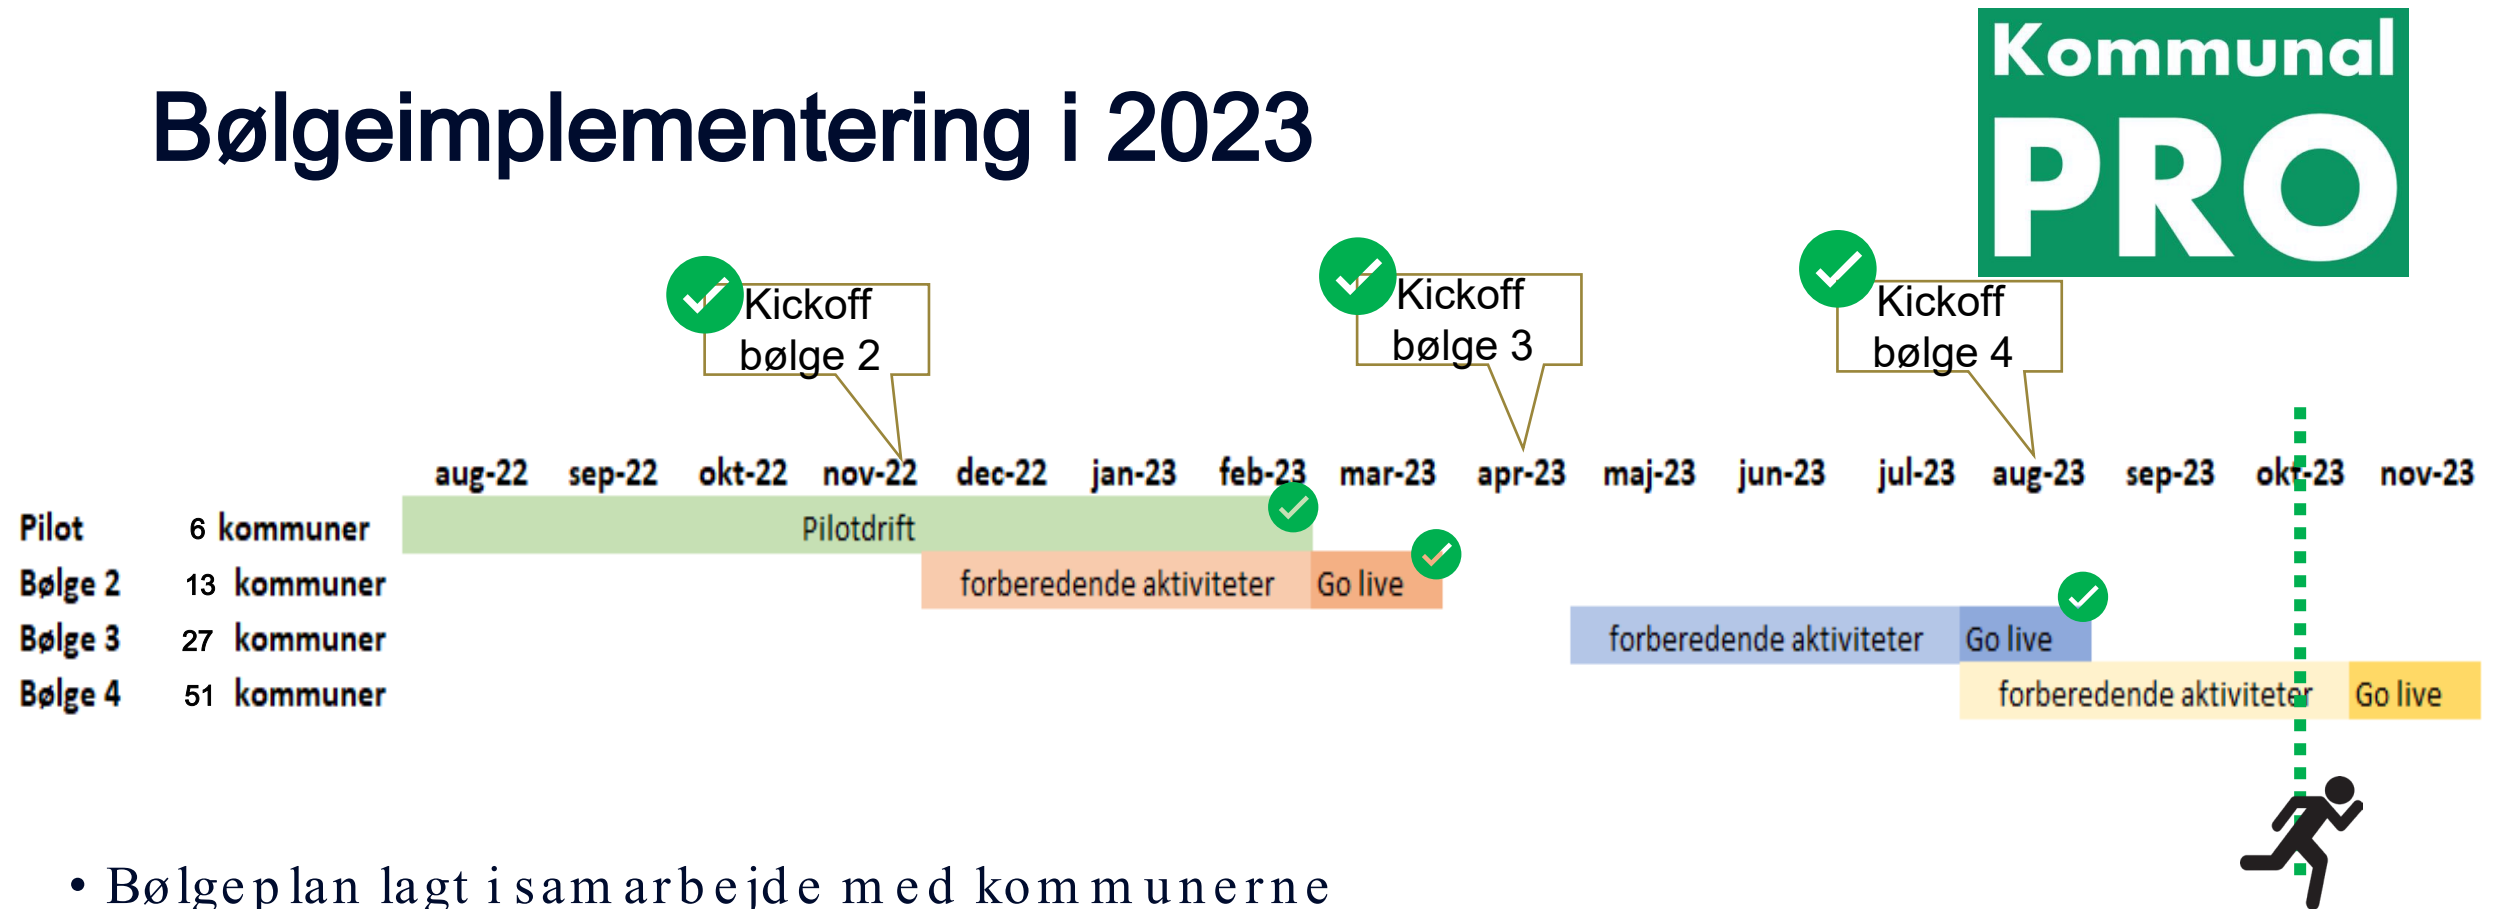 Kommunal
PRO
Bølgeimplementering i 2023
Kickoff
bølge 2
Kickoff
bølge 3
Kickoff
bølge 4
aug-22 sep-22 okt-22 nov-22 dec-22 jan-23 feb-23 mar-23 apr-23 maj-23 jun-23 jul-23 aug-23 sep-23 okt-23 nov-23
Pilot 6 kommuner Pilotdrift
Bølge 2 13 kommuner forberedende aktiviteter Go live
Bølge 3 27 kommuner forberedende aktiviteter Go live
Bølge 4 51 kommuner forberedende aktiviteter Go live
• Bølgeplan lagt i samarbejde med kommunerne